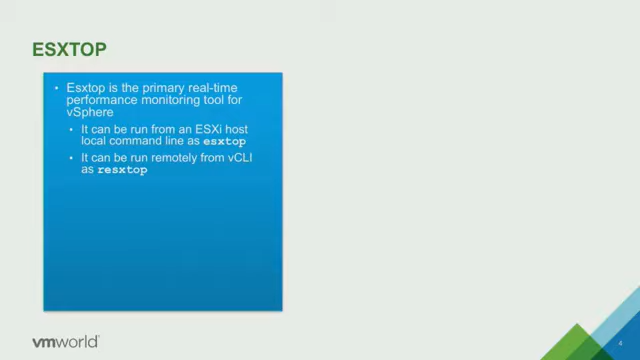 ESXTOP
• Esxtop is the primary real-time
performance monitoring tool for
vSphere
• It can be run from an ESXi host
local command line as esxtop
• It can be run remotely from vCLI
as resxtop
vmworld®
4